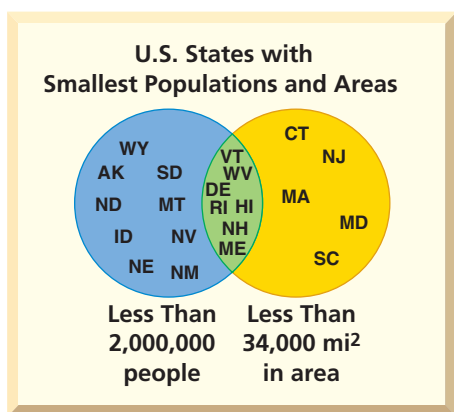 U.S. States with
Smallest Populations and Areas
WY
AK
SD
ND
MT
ID
NV
NE
NM
VT
WV
DE
RI HI
NH
ME
CT
NJ
MA
MD
SC
Less Than
2,000,000
people
Less Than
34,000 mi²
in area